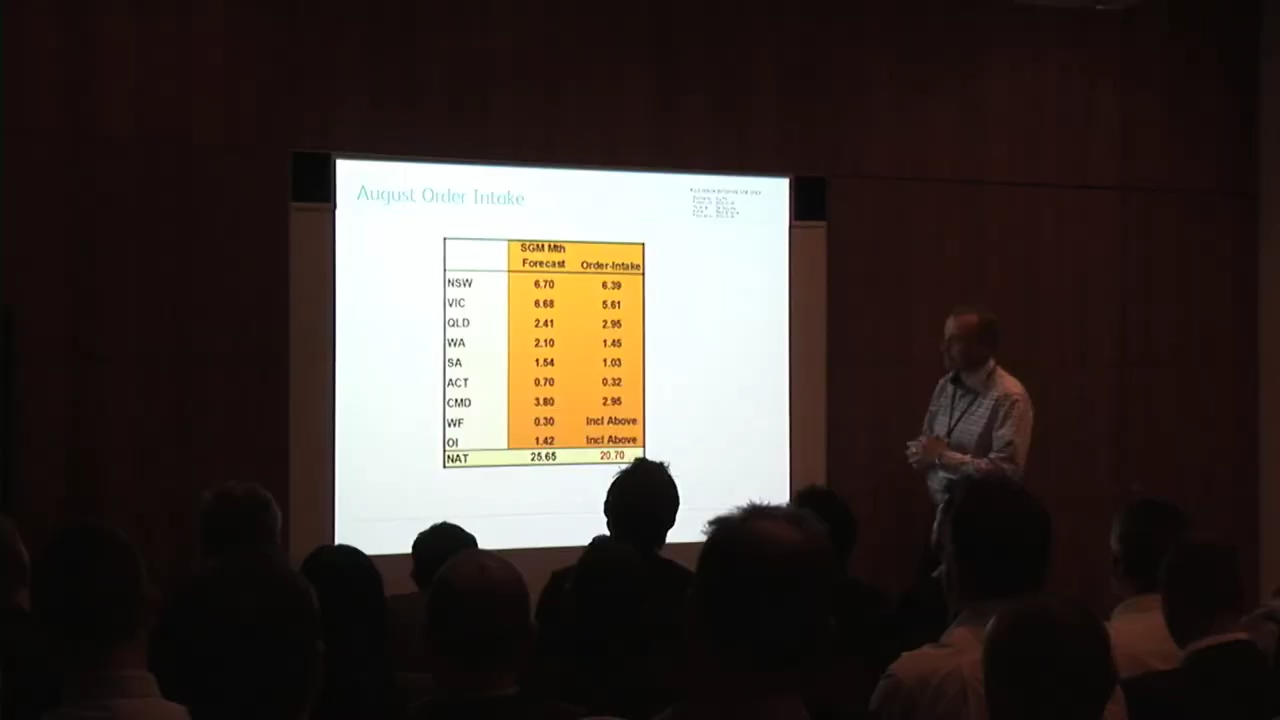 August Order Intake
SGM Mth
Forecast Order-Intake
NSW 6.70 6.39
VIC 6.68 5.61
QLD 2.41 2.95
WA 2.10 1.45
SA 1.54 1.03
ACT 0.70 0.32
CMD 3.80 2.95
WF 0.30 Incl Above
OI 1.42 Incl Above
NAT 25.65 20.70